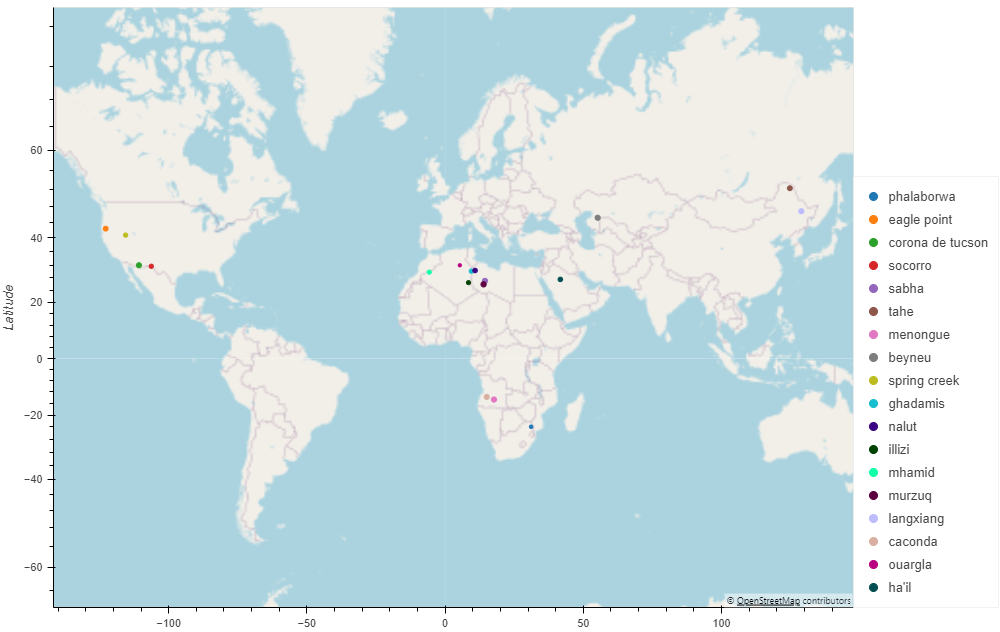 Latitude
60
40
20
0
−20
−40
−60
−100
−50
0
50
100
© OpenStreetMap contributors
phalaborwa
eagle point
corona de tucson
socorro
sabha
tahe
menongue
beyneu
spring creek
ghadamis
nalut
illizi
mhamid
murzuq
langxiang
caconda
ouargla
ha'il